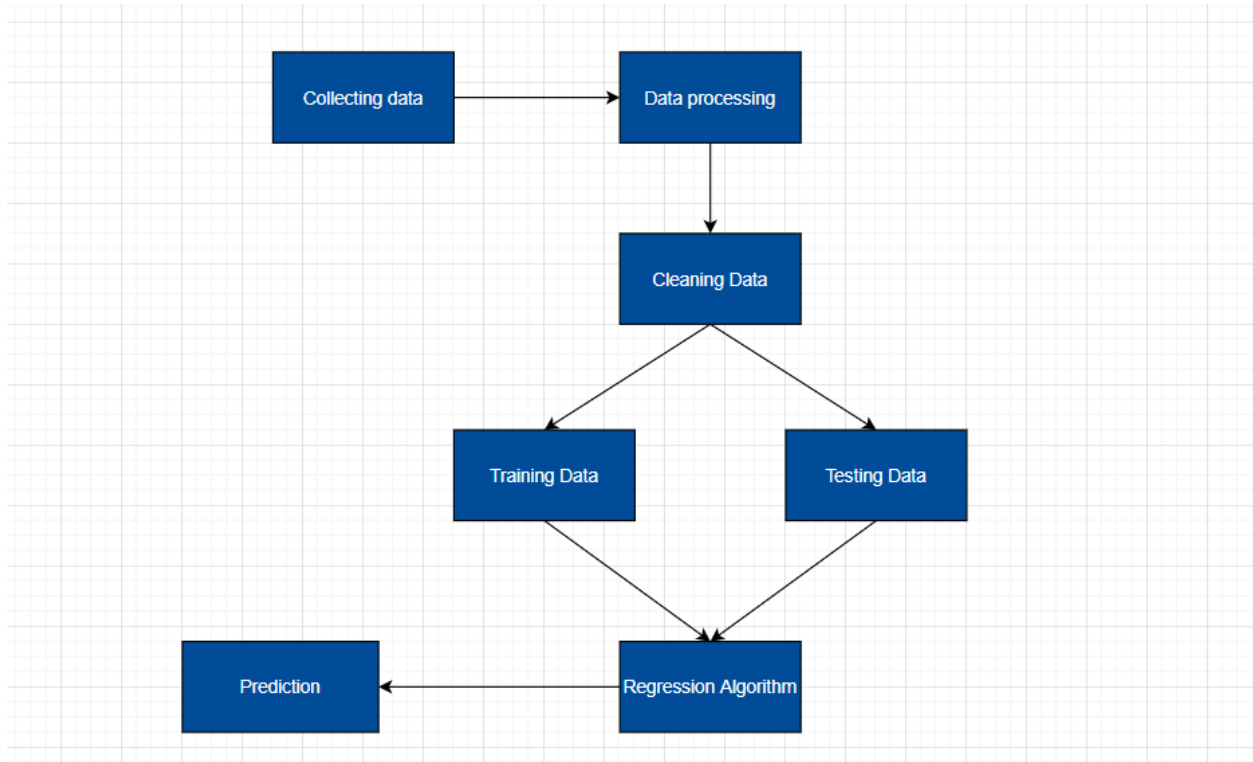 Collecting data
Data processing
Cleaning Data
Training Data
Testing Data
Prediction
Regression Algorithm